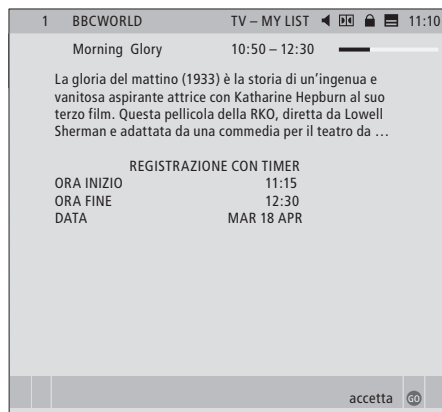 1 BBCWORLD TV – MY LIST 11:10
Morning Glory 10:50 – 12:30
La gloria del mattino (1933) è la storia di un’ingenua e
vanitosa aspirante attrice con Katharine Hepburn al suo
terzo film. Questa pellicola della RKO, diretta da Lowell
Sherman e adattata da una commedia per il teatro da …
REGISTRAZIONE CON TIMER
ORA INIZIO 11:15
ORA FINE 12:30
DATA MAR 18 APR
accetta GO